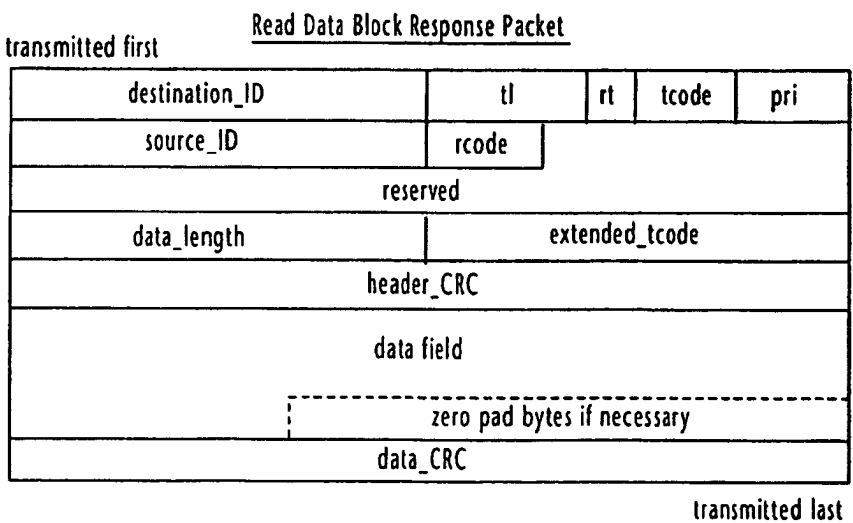 Read Data Block Response Packet
transmitted first
destination_ID tl rt tcode pri
source_ID rcode
reserved
data_length extended_tcode
header_CRC
data field
zero pad bytes if necessary
data_CRC
transmitted last